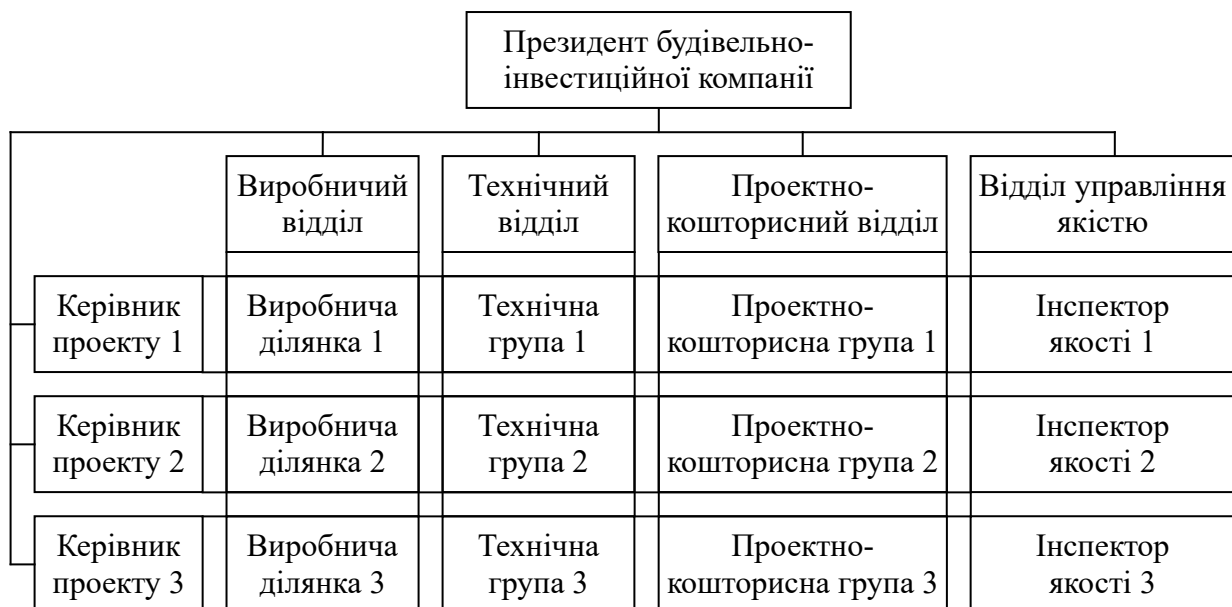 Президент будівельно-
інвестиційної компанії
Виробничий
відділ
Технічний
відділ
Проектно-
кошторисний відділ
Відділ управління
якістю
Керівник
проекту 1
Виробнича
ділянка 1
Технічна
група 1
Проектно-
кошторисна група 1
Інспектор
якості 1
Керівник
проекту 2
Виробнича
ділянка 2
Технічна
група 2
Проектно-
кошторисна група 2
Інспектор
якості 2
Керівник
проекту 3
Виробнича
ділянка 3
Технічна
група 3
Проектно-
кошторисна група 3
Інспектор
якості 3